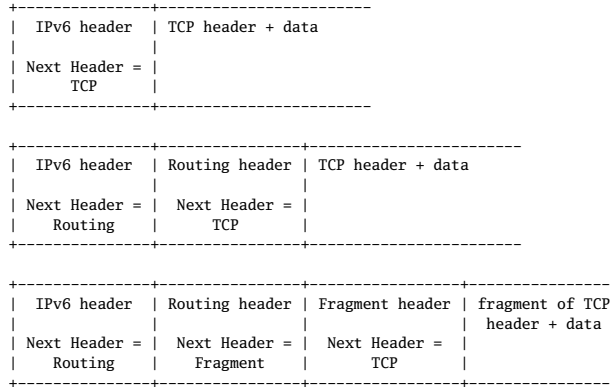 +---------------+------------------------
|  IPv6 header  | TCP header + data
|               |
| Next Header = |
|      TCP      |
+---------------+------------------------

+---------------+----------------+------------------------
|  IPv6 header  | Routing header | TCP header + data
|               |                |
| Next Header = |  Next Header = |
|    Routing    |      TCP       |
+---------------+----------------+------------------------

+---------------+----------------+-----------------+-----------------
|  IPv6 header  | Routing header | Fragment header | fragment of TCP
|               |                |                 |  header + data
| Next Header = |  Next Header = |  Next Header =  |
|    Routing    |    Fragment    |       TCP       |
+---------------+----------------+-----------------+-----------------